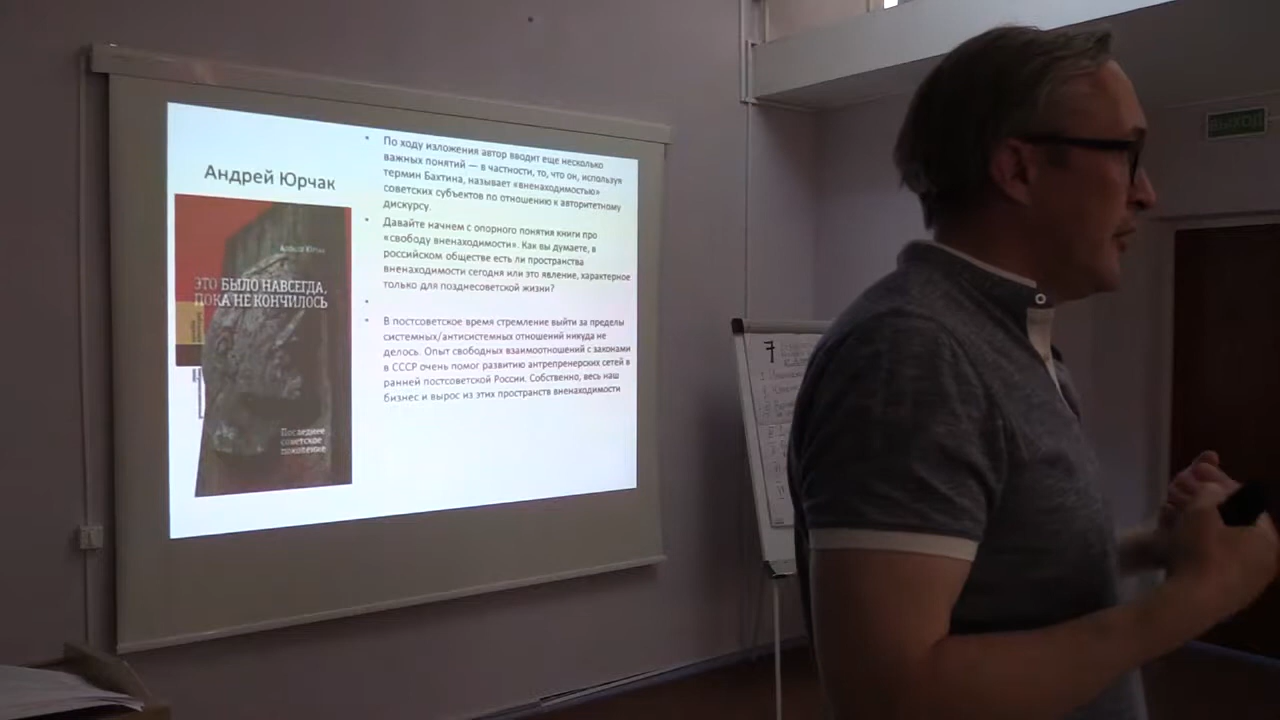 Андрей Юрчак
Алексей Юрчак
ЭТО БЫЛО НАВСЕГДА,
ПОКА НЕ КОНЧИЛОСЬ
Последнее
советское
поколение
• По ходу изложения автор вводит еще несколько
важных понятий — в частности, то, что он, используя
термин Бахтина, называет «вненаходимостью»
советских субъектов по отношению к авторитетному
дискурсу.
• Давайте начнем с опорного понятия книги про
«свободу вненаходимости». Как вы думаете, в
российском обществе есть ли пространства
вненаходимости сегодня или это явление, характерное
только для позднесоветской жизни?
•
• В постсоветское время стремление выйти за пределы
системных/антисистемных отношений никуда не
делось. Опыт свободных взаимоотношений с законами
в СССР очень помог развитию антрепренерских сетей в
ранней постсоветской России. Собственно, весь наш
бизнес и вырос из этих пространств вненаходимости
7
ВЫХОД